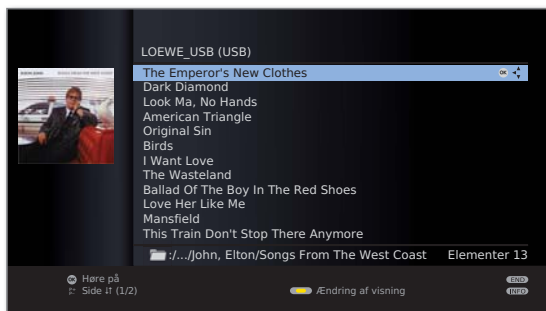 LOEWE_USB (USB)
The Emperor's New Clothes OK
Dark Diamond
Look Ma, No Hands
American Triangle
Original Sin
Birds
I Want Love
The Wasteland
Ballad Of The Boy In The Red Shoes
Love Her Like Me
Mansfield
This Train Don't Stop There Anymore
:/.../John, Elton/Songs From The West Coast Elementer 13
OK Høre på END
Side ↓↑ (1/2) Ændring af visning INFO